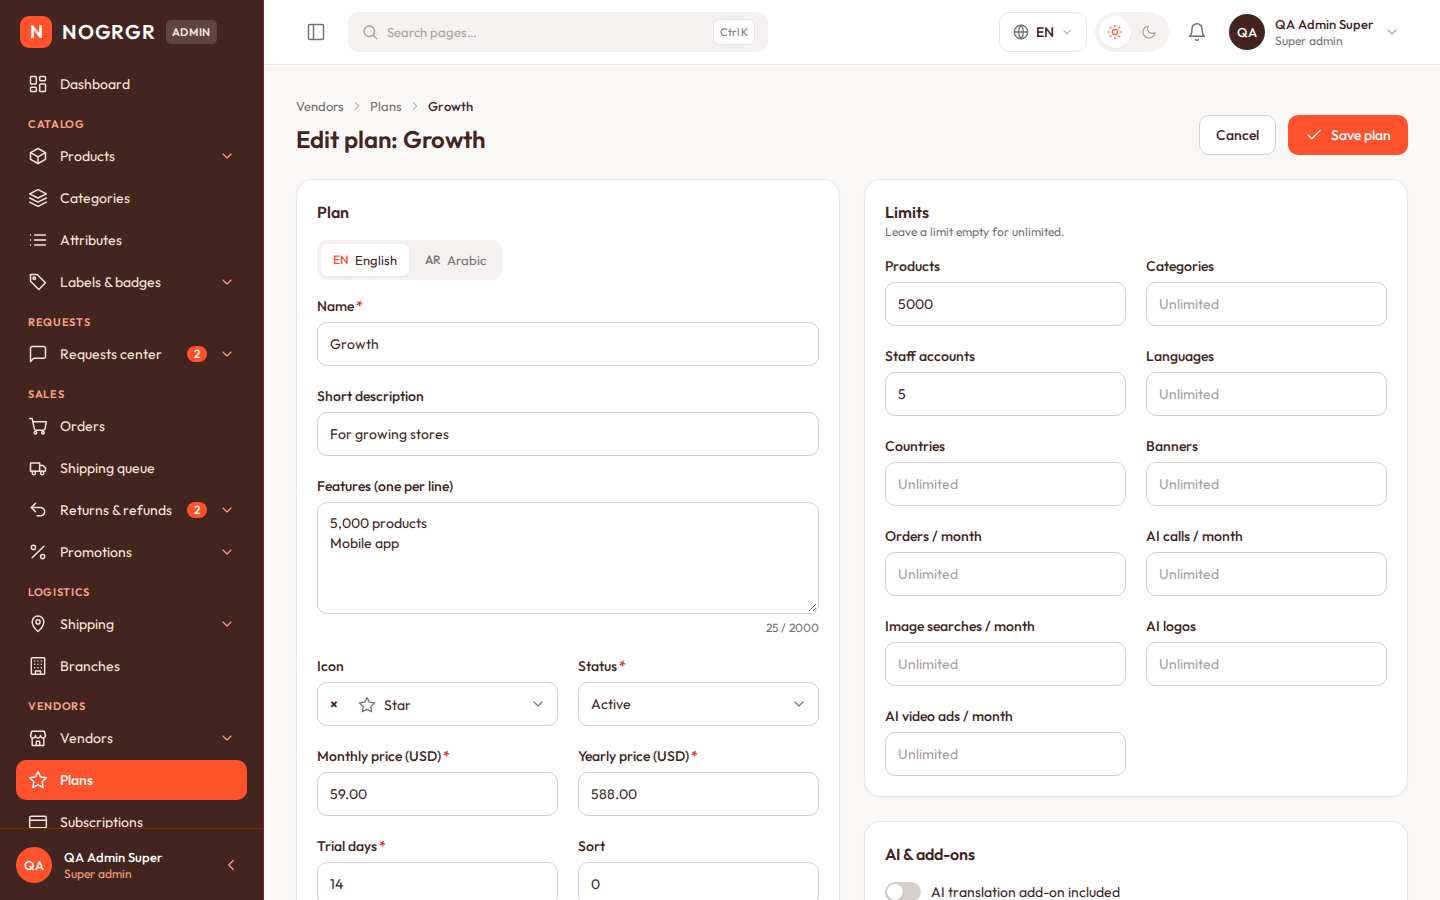 N NOGRGR ADMIN
Search pages...
Ctrl K
EN
QA
QA Admin Super
Super admin
Dashboard
CATALOG
Products
Categories
Attributes
Labels & badges
REQUESTS
Requests center 2
SALES
Orders
Shipping queue
Returns & refunds 2
Promotions
LOGISTICS
Shipping
Branches
VENDORS
Vendors
Plans
Subscriptions
QA
QA Admin Super
Super admin
Vendors > Plans > Growth
Edit plan: Growth
Cancel
Save plan
Plan
EN English AR Arabic
Name*
Growth
Short description
For growing stores
Features (one per line)
5,000 products
Mobile app
25 / 2000
Icon Status*
× Star Active
Monthly price (USD)* Yearly price (USD)*
59.00 588.00
Trial days* Sort
14 0
Limits
Leave a limit empty for unlimited.
Products Categories
5000 Unlimited
Staff accounts Languages
5 Unlimited
Countries Banners
Unlimited Unlimited
Orders / month AI calls / month
Unlimited Unlimited
Image searches / month AI logos
Unlimited Unlimited
AI video ads / month
Unlimited
AI & add-ons
AI translation add-on included